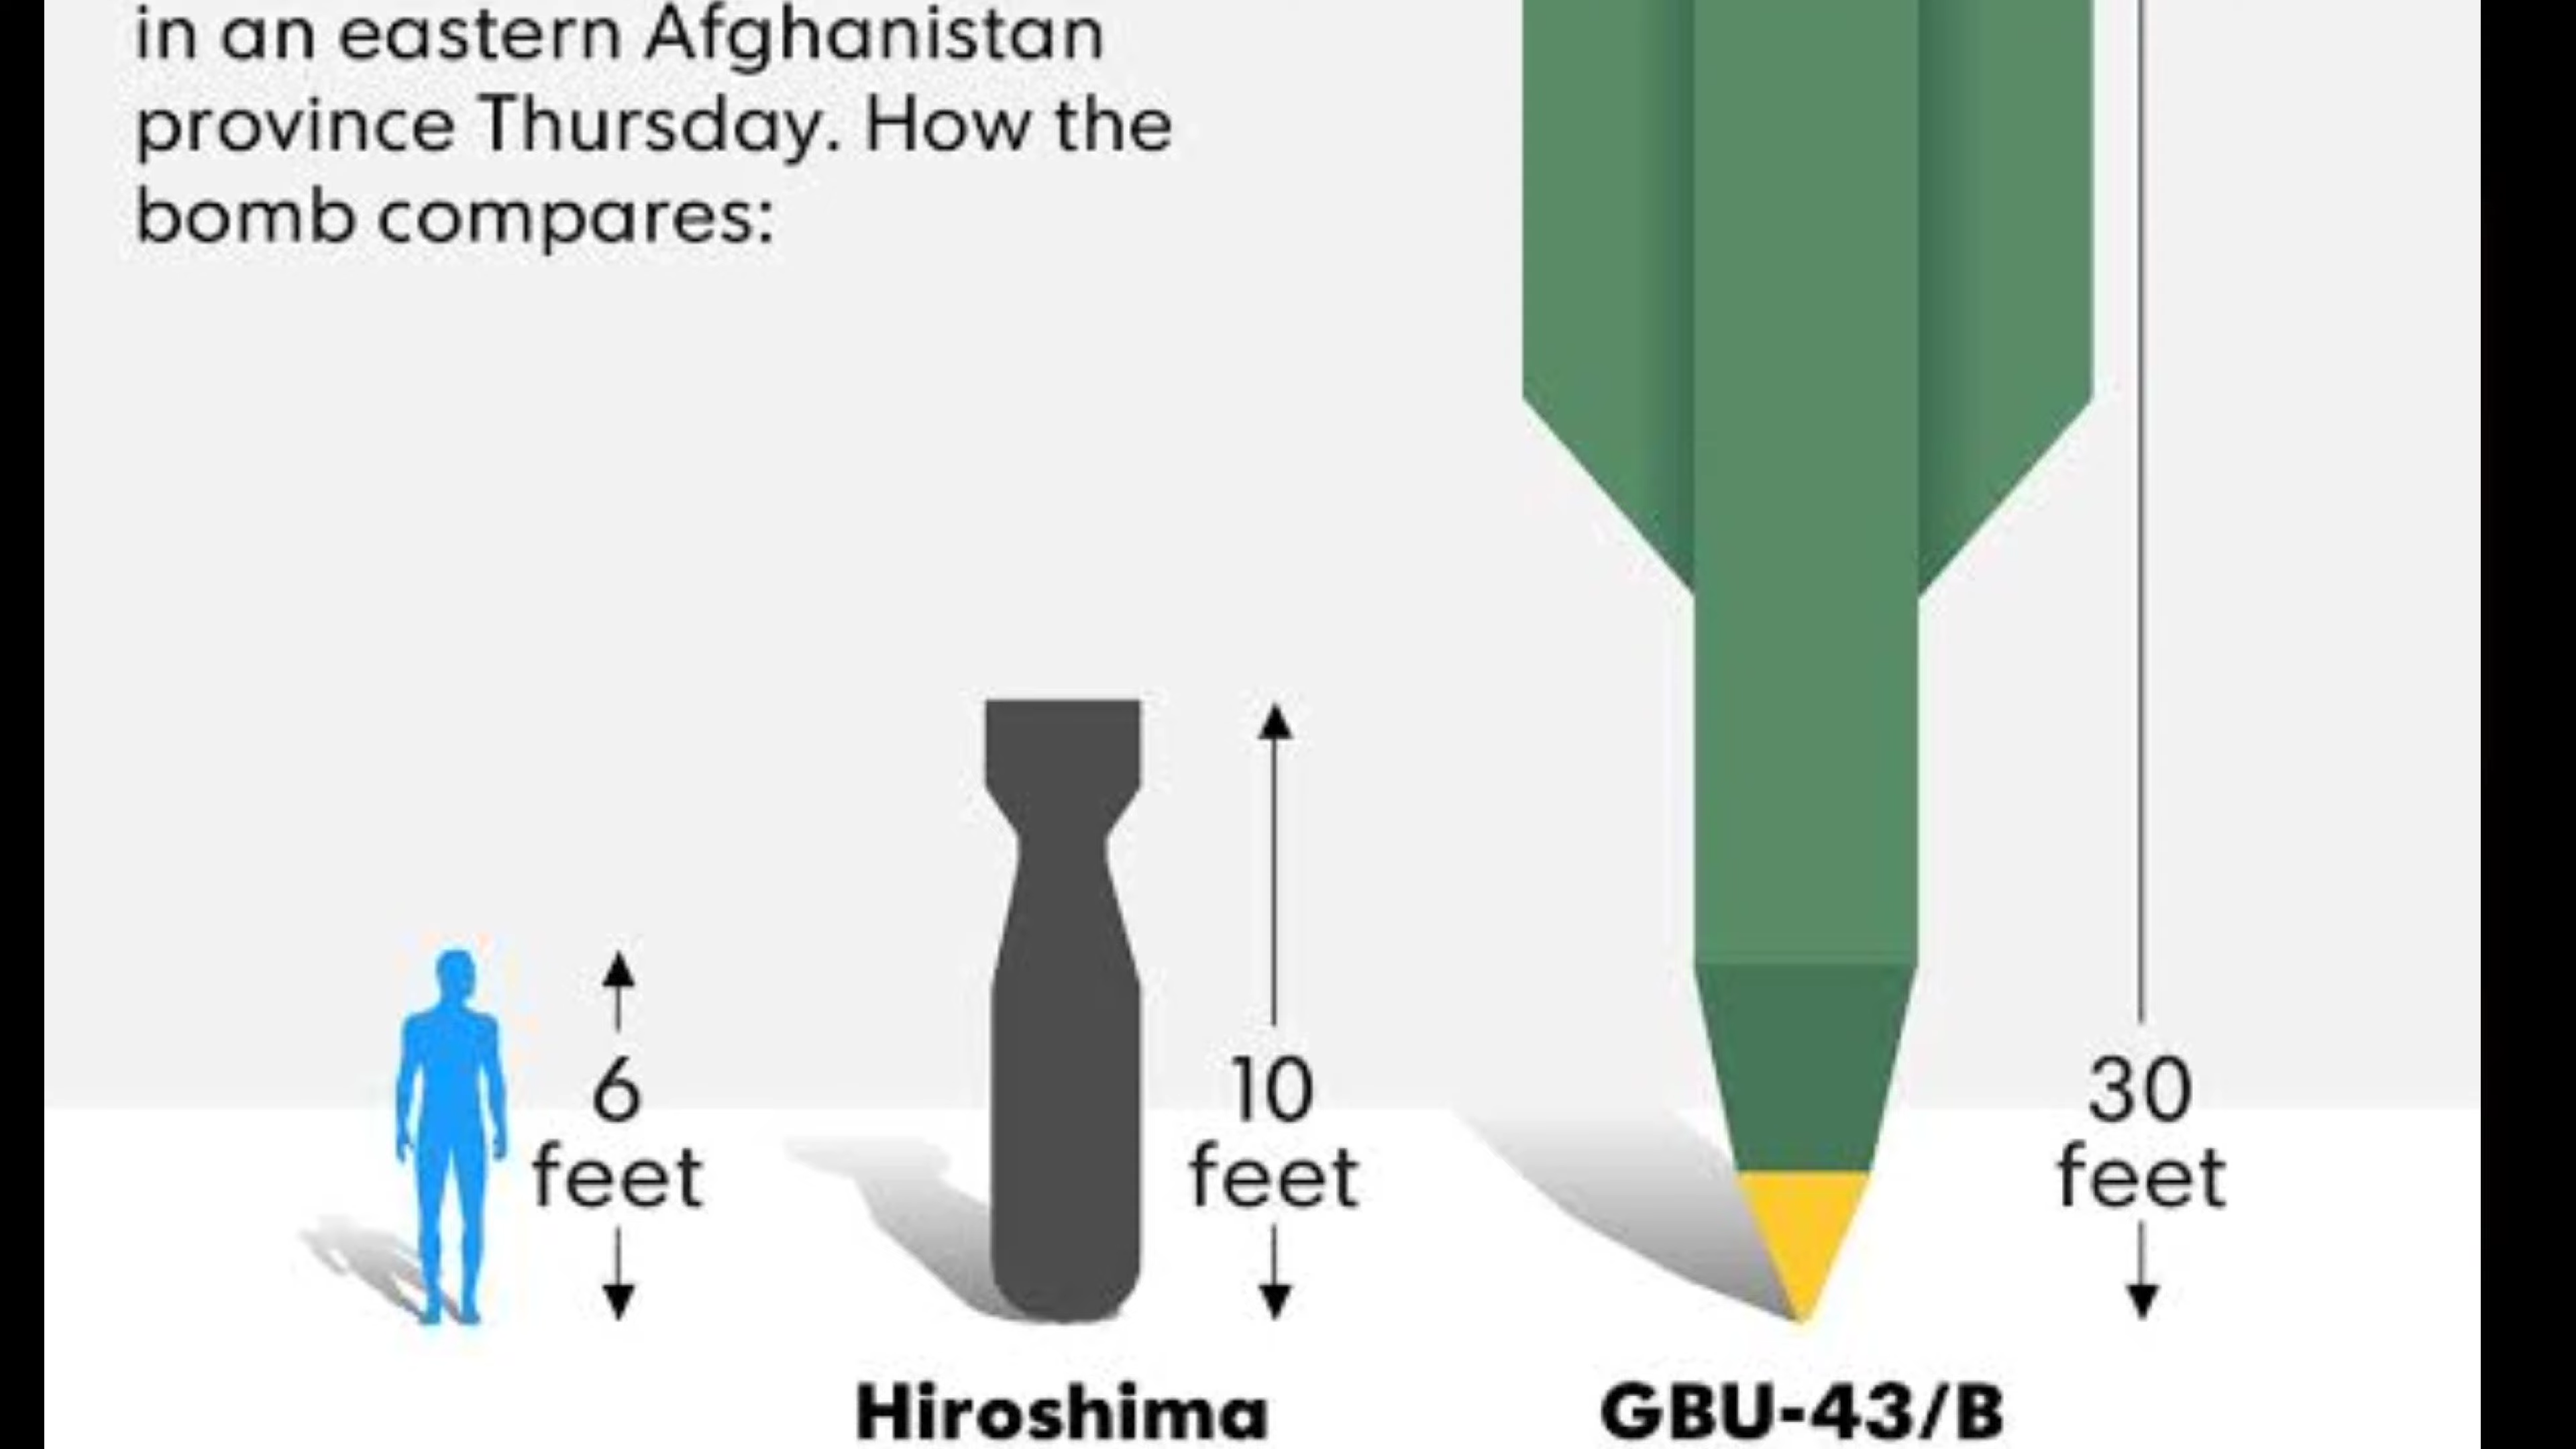 in an eastern Afghanistan
province Thursday. How the
bomb compares:
6
feet
10
feet
30
feet
Hiroshima
GBU-43/B